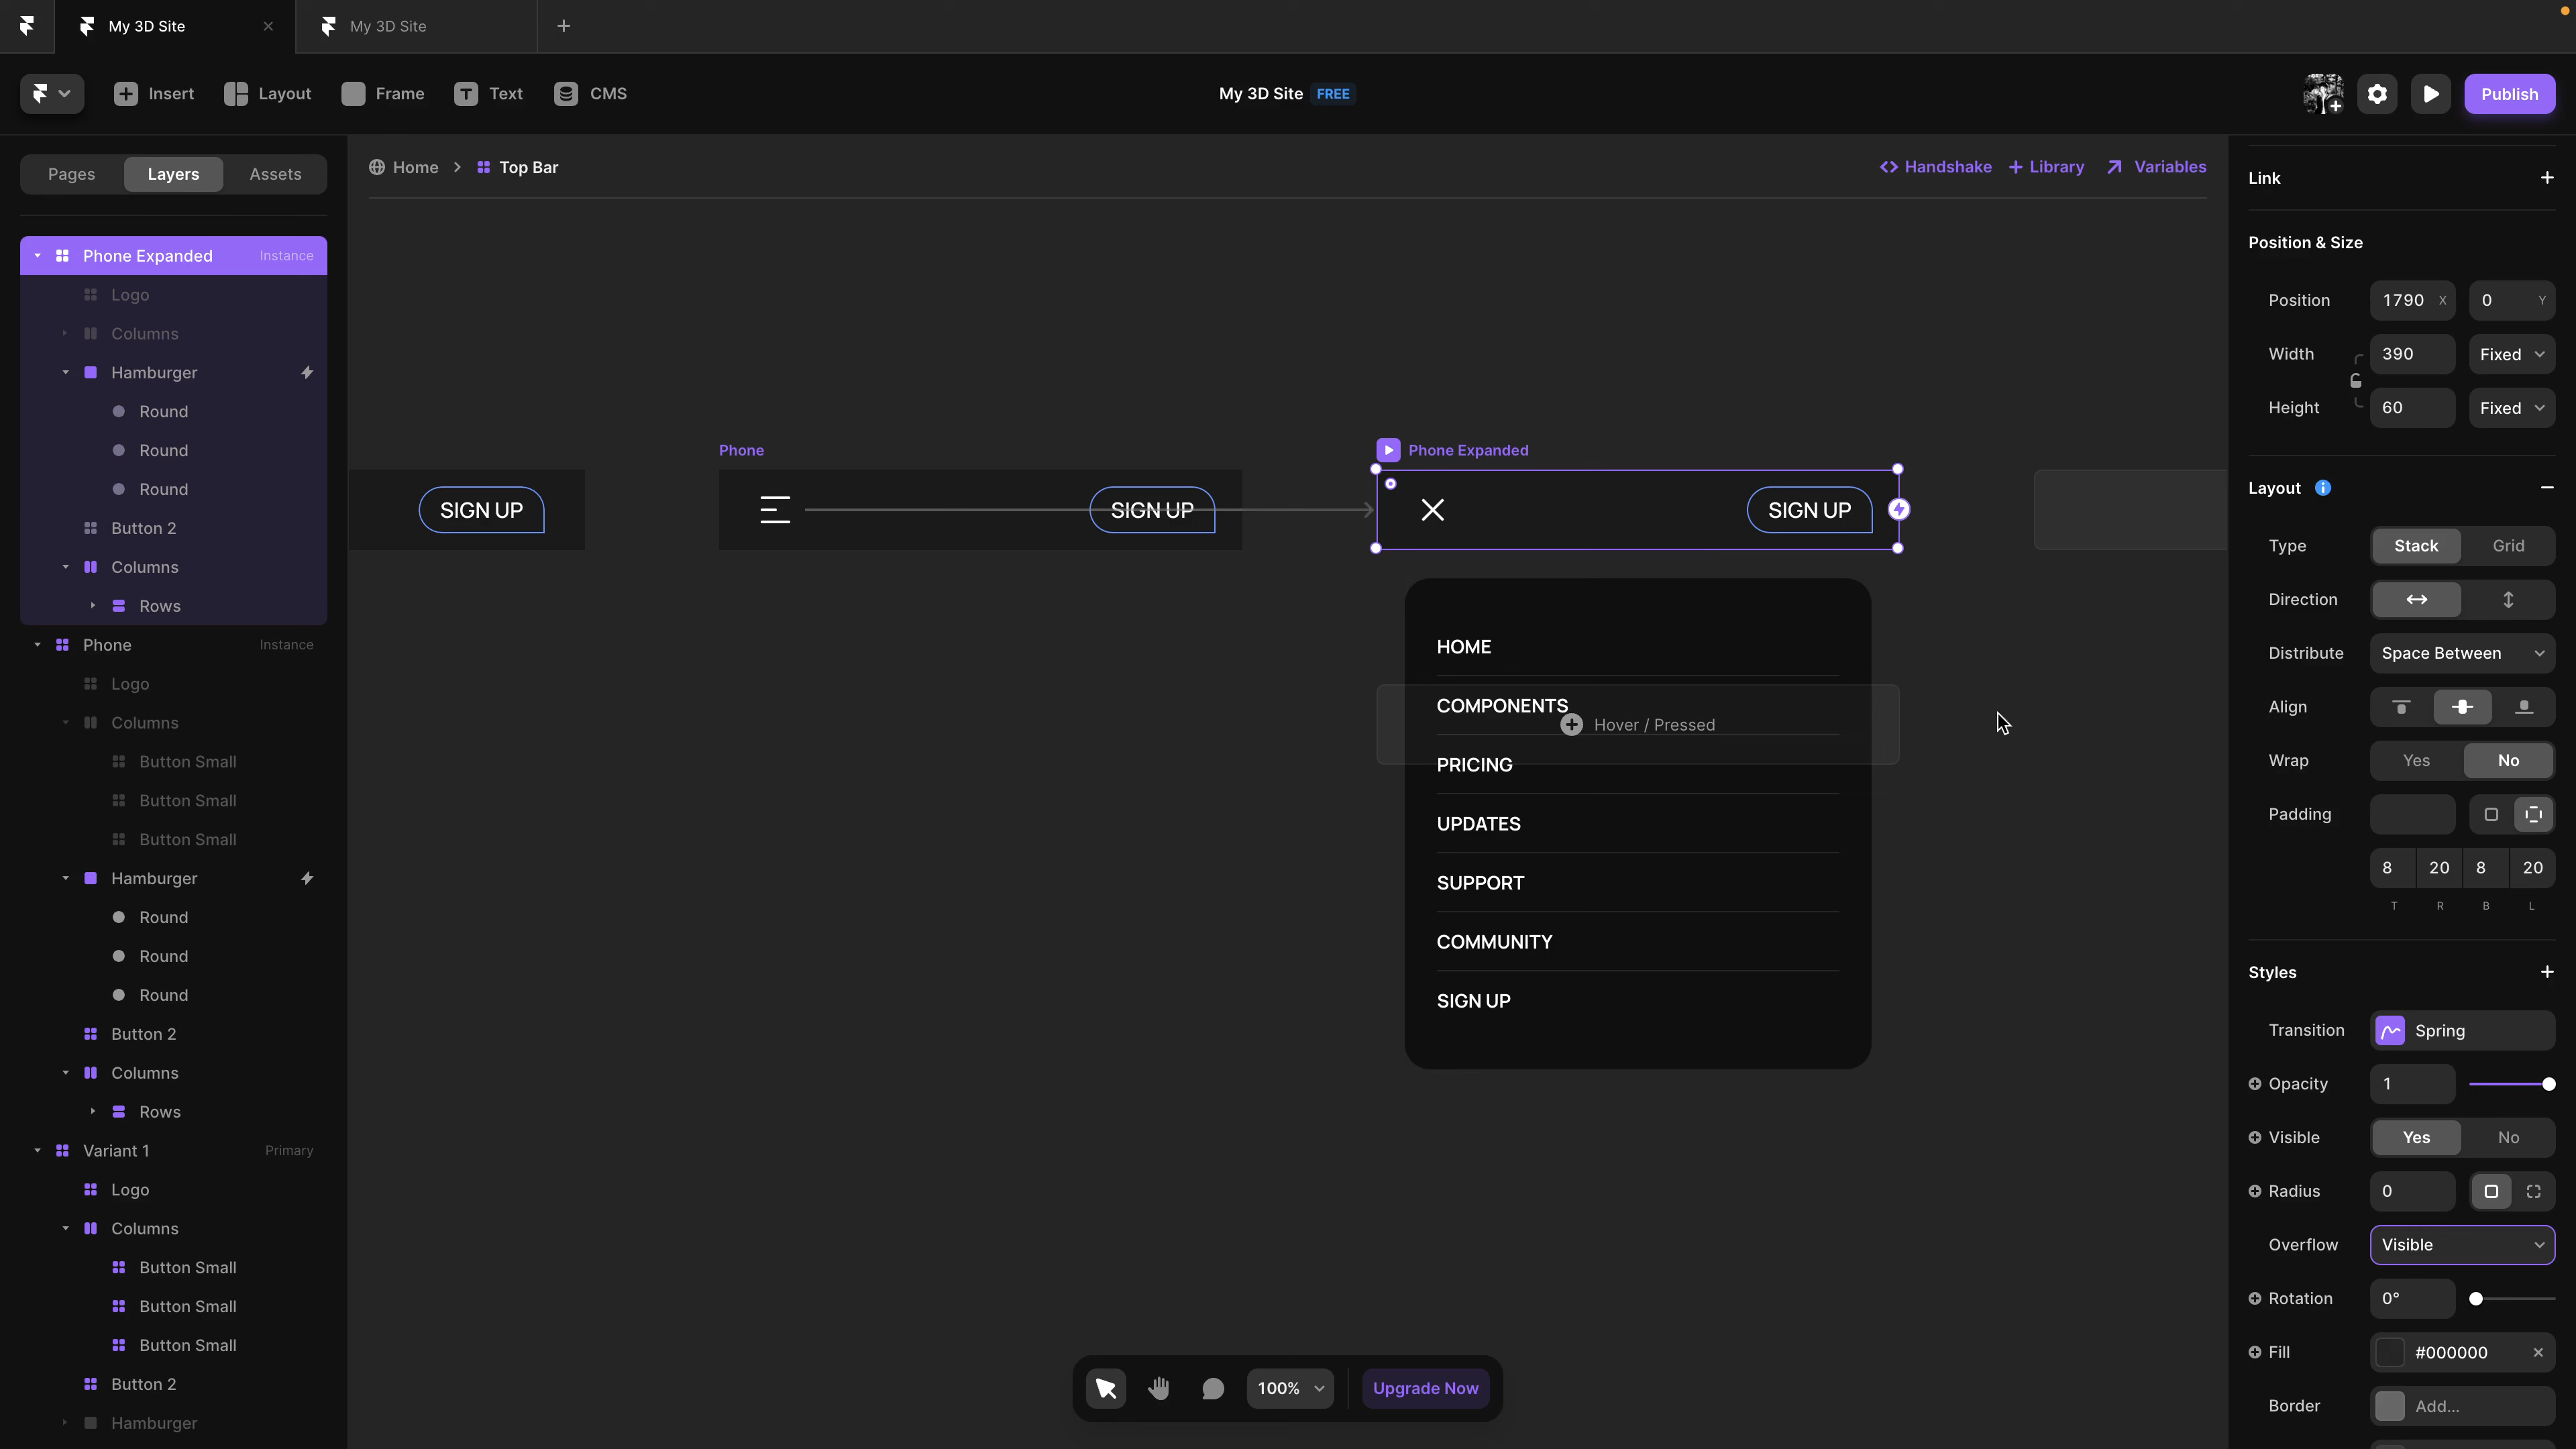 My 3D Site
My 3D Site
Insert
Layout
Frame
Text
CMS
My 3D Site FREE
Publish
Pages
Layers
Assets
Home
Top Bar
Handshake
Library
Variables
Phone Expanded Instance
Logo
Columns
Hamburger
Round
Round
Round
Button 2
Columns
Rows
Phone Instance
Logo
Columns
Button Small
Button Small
Button Small
Hamburger
Round
Round
Round
Button 2
Columns
Rows
Variant 1 Primary
Logo
Columns
Button Small
Button Small
Button Small
Button 2
Hamburger
SIGN UP
Phone
SIGN UP
Phone Expanded
SIGN UP
HOME
COMPONENTS
Hover / Pressed
PRICING
UPDATES
SUPPORT
COMMUNITY
SIGN UP
100%
Upgrade Now
Link
Position & Size
Position 1790 X 0 Y
Width 390 Fixed
Height 60 Fixed
Layout
Type Stack Grid
Direction
Distribute Space Between
Align
Wrap Yes No
Padding
8 20 8 20
T R B L
Styles
Transition Spring
Opacity 1
Visible Yes No
Radius 0
Overflow Visible
Rotation 0°
Fill #000000
Border Add...